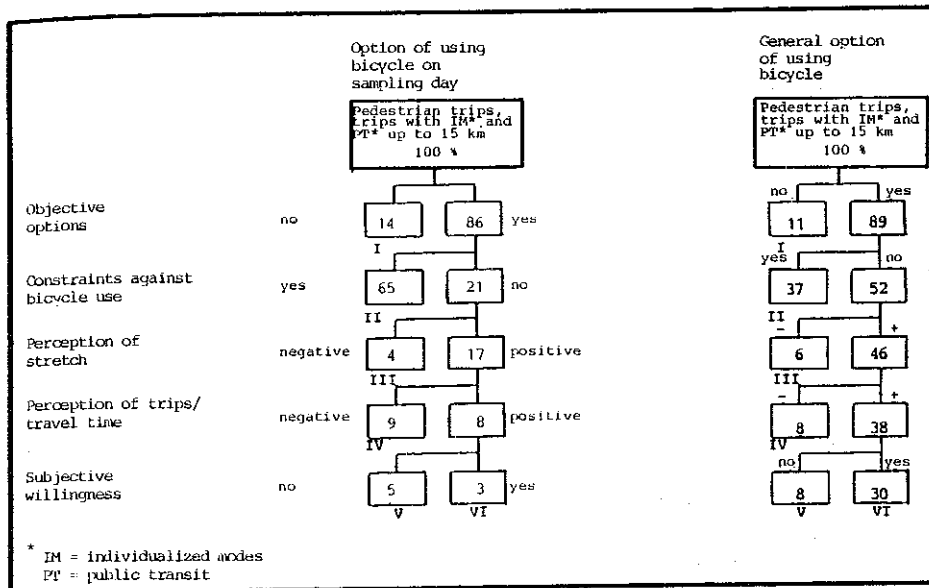 Option of using
bicycle on
sampling day
General option
of using
bicycle
Pedestrian trips,
trips with IM* and
PT* up to 15 km
100 %
Pedestrian trips,
trips with IM* and
PT* up to 15 km
100 %
Objective
options
no
14
86
yes
no
yes
11
89
I
I
Constraints against
bicycle use
yes
65
21
no
yes
no
37
52
II
II
Perception of
stretch
negative
4
17
positive
-
+
6
46
III
III
Perception of trips/
travel time
negative
9
8
positive
-
+
8
38
IV
IV
Subjective
willingness
no
5
3
yes
no
yes
8
30
V
VI
V
VI
*
IM = individualized modes
PT = public transit